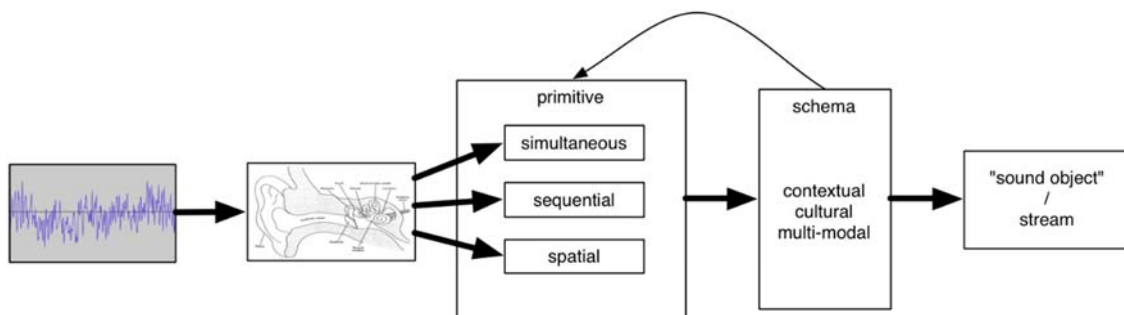 primitive
simultaneous
sequential
spatial
schema
contextual
cultural
multi-modal
"sound object"
/
stream